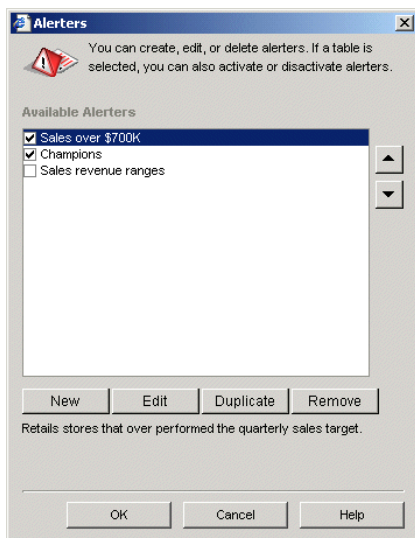 Alerters
You can create, edit, or delete alerters. If a table is
selected, you can also activate or disactivate alerters.
Available Alerters
Sales over $700K
Champions
Sales revenue ranges
New Edit Duplicate Remove
Retails stores that over performed the quarterly sales target.
OK Cancel Help